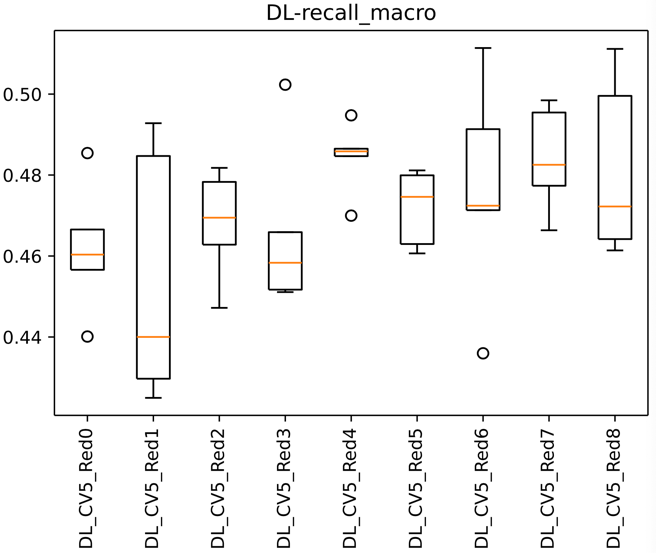 DL-recall_macro
0.50
0.48
0.46
0.44
DL_CV5_Red0
DL_CV5_Red1
DL_CV5_Red2
DL_CV5_Red3
DL_CV5_Red4
DL_CV5_Red5
DL_CV5_Red6
DL_CV5_Red7
DL_CV5_Red8